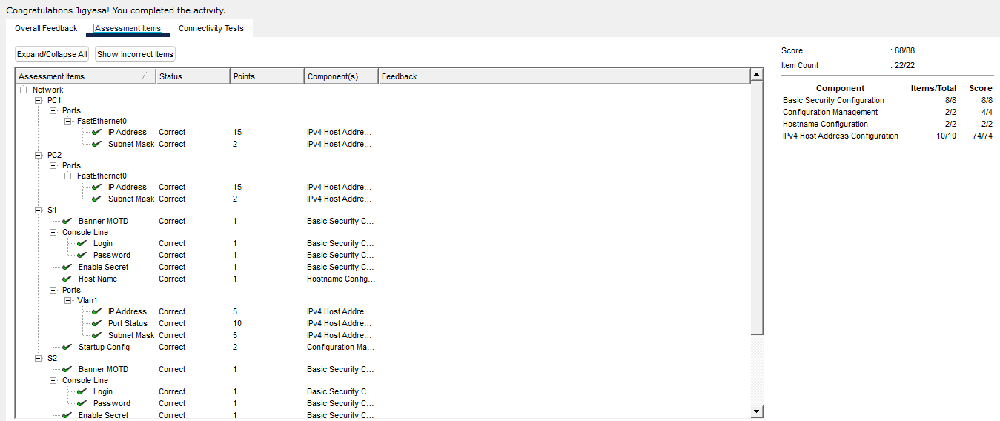 Congratulations Jigyasa! You completed the activity.
Overall Feedback Assessment Items Connectivity Tests
Expand/Collapse All Show Incorrect Items
Assessment Items Status Points Component(s) Feedback
Network
PC1
Ports
FastEthernet0
IP Address Correct 15 IPv4 Host Addre...
Subnet Mask Correct 2 IPv4 Host Addre...
PC2
Ports
FastEthernet0
IP Address Correct 15 IPv4 Host Addre...
Subnet Mask Correct 2 IPv4 Host Addre...
S1
Banner MOTD Correct 1 Basic Security C...
Console Line
Login Correct 1 Basic Security C...
Password Correct 1 Basic Security C...
Enable Secret Correct 1 Basic Security C...
Host Name Correct 1 Hostname Config...
Ports
Vlan1
IP Address Correct 5 IPv4 Host Addre...
Port Status Correct 10 IPv4 Host Addre...
Subnet Mask Correct 5 IPv4 Host Addre...
Startup Config Correct 2 Configuration Ma...
S2
Banner MOTD Correct 1 Basic Security C...
Console Line
Login Correct 1 Basic Security C...
Password Correct 1 Basic Security C...
Enable Secret Correct 1 Basic Security C...
Score : 88/88
Item Count : 22/22
Component Items/Total Score
Basic Security Configuration 8/8 8/8
Configuration Management 2/2 4/4
Hostname Configuration 2/2 2/2
IPv4 Host Address Configuration 10/10 74/74